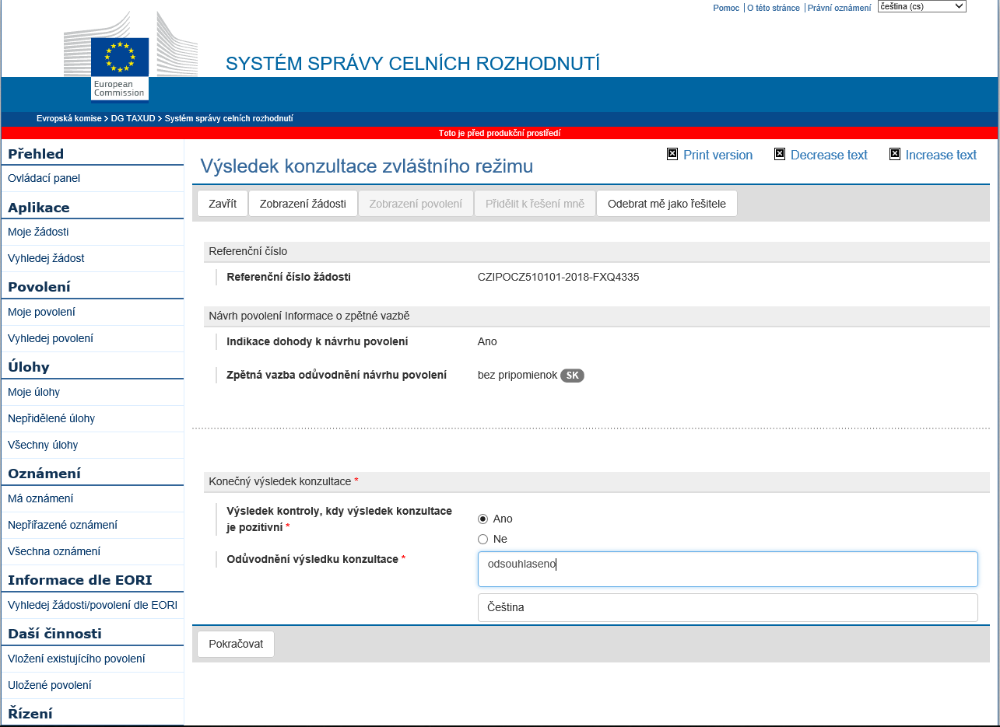 Pomoc | O této stránce | Právní oznámení čeština (cs)
European
Commission
SYSTÉM SPRÁVY CELNÍCH ROZHODNUTÍ
Evropská komise > DG TAXUD > Systém správy celních rozhodnutí
Toto je před produkční prostředí
Přehled
Ovládací panel
Aplikace
Moje žádosti
Vyhledej žádost
Povolení
Moje povolení
Vyhledej povolení
Úlohy
Moje úlohy
Nepřidělené úlohy
Všechny úlohy
Oznámení
Má oznámení
Nepřiřazené oznámení
Všechna oznámení
Informace dle EORI
Vyhledej žádosti/povolení dle EORI
Daší činnosti
Vložení existujícího povolení
Uložené povolení
Řízení
Print version Decrease text Increase text
Výsledek konzultace zvláštního režimu
Zavřít Zobrazení žádosti Zobrazení povolení Přidělit k řešení mně Odebrat mě jako řešitele
Referenční číslo
Referenční číslo žádosti CZIPOCZ510101-2018-FXQ4335
Návrh povolení Informace o zpětné vazbě
Indikace dohody k návrhu povolení Ano
Zpětná vazba odůvodnění návrhu povolení bez pripomienok SK
Konečný výsledek konzultace *
Výsledek kontroly, kdy výsledek konzultace
je pozitivní *
Ano
Ne
Odůvodnění výsledku konzultace * odsouhlaseno
Čeština
Pokračovat